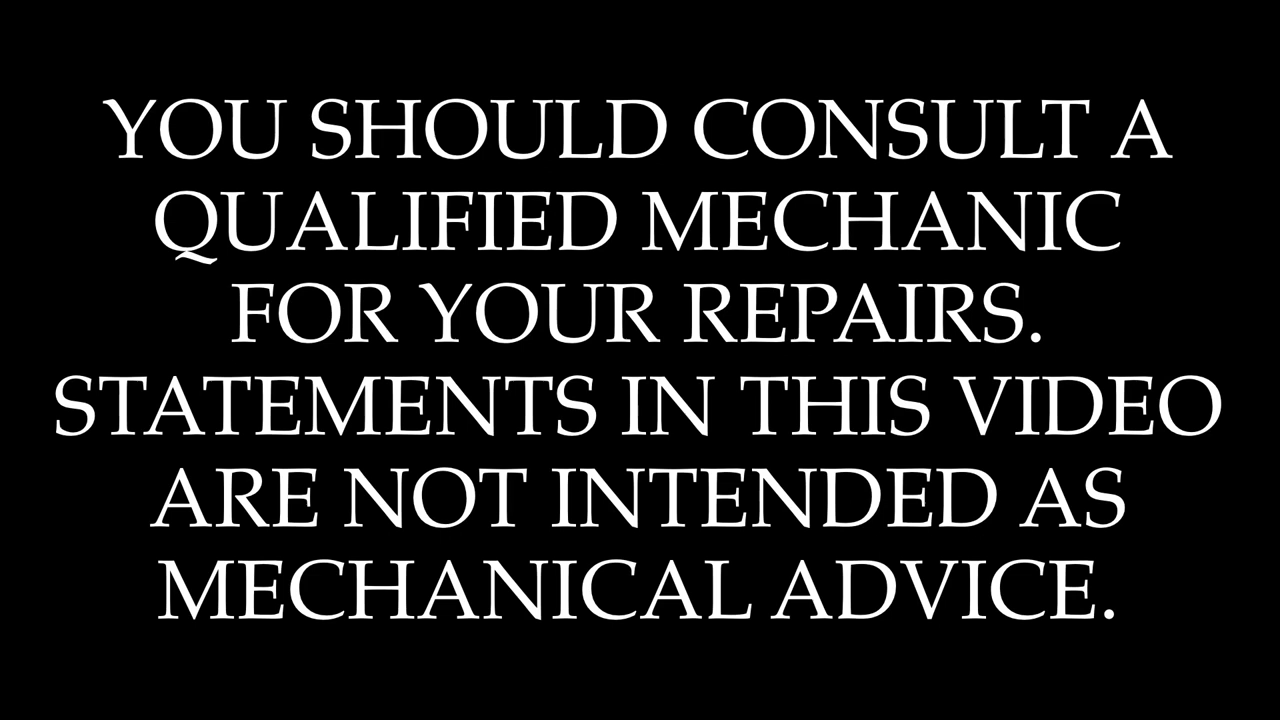 YOU SHOULD CONSULT A
QUALIFIED MECHANIC
FOR YOUR REPAIRS.
STATEMENTS IN THIS VIDEO
ARE NOT INTENDED AS
MECHANICAL ADVICE.